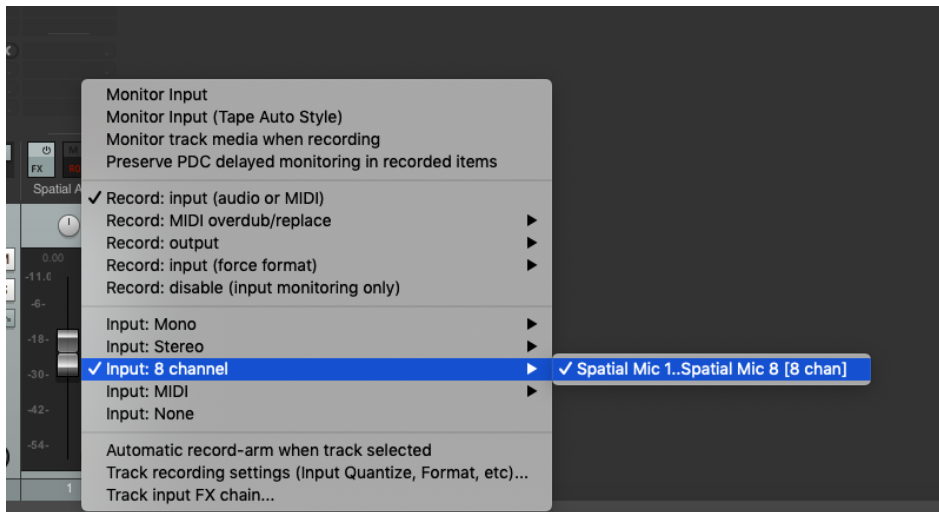 Monitor Input
Monitor Input (Tape Auto Style)
Monitor track media when recording
Preserve PDC delayed monitoring in recorded items
M
FX
Spatial A
✓ Record: input (audio or MIDI)
Record: MIDI overdub/replace
Record: output
Record: input (force format)
Record: disable (input monitoring only)
0.00
-11.0
-6-
-18-
-30-
-42-
-54-
1
Input: Mono
Input: Stereo
✓ Input: 8 channel
✓ Spatial Mic 1..Spatial Mic 8 [8 chan]
Input: MIDI
Input: None
Automatic record-arm when track selected
Track recording settings (Input Quantize, Format, etc)...
Track input FX chain...